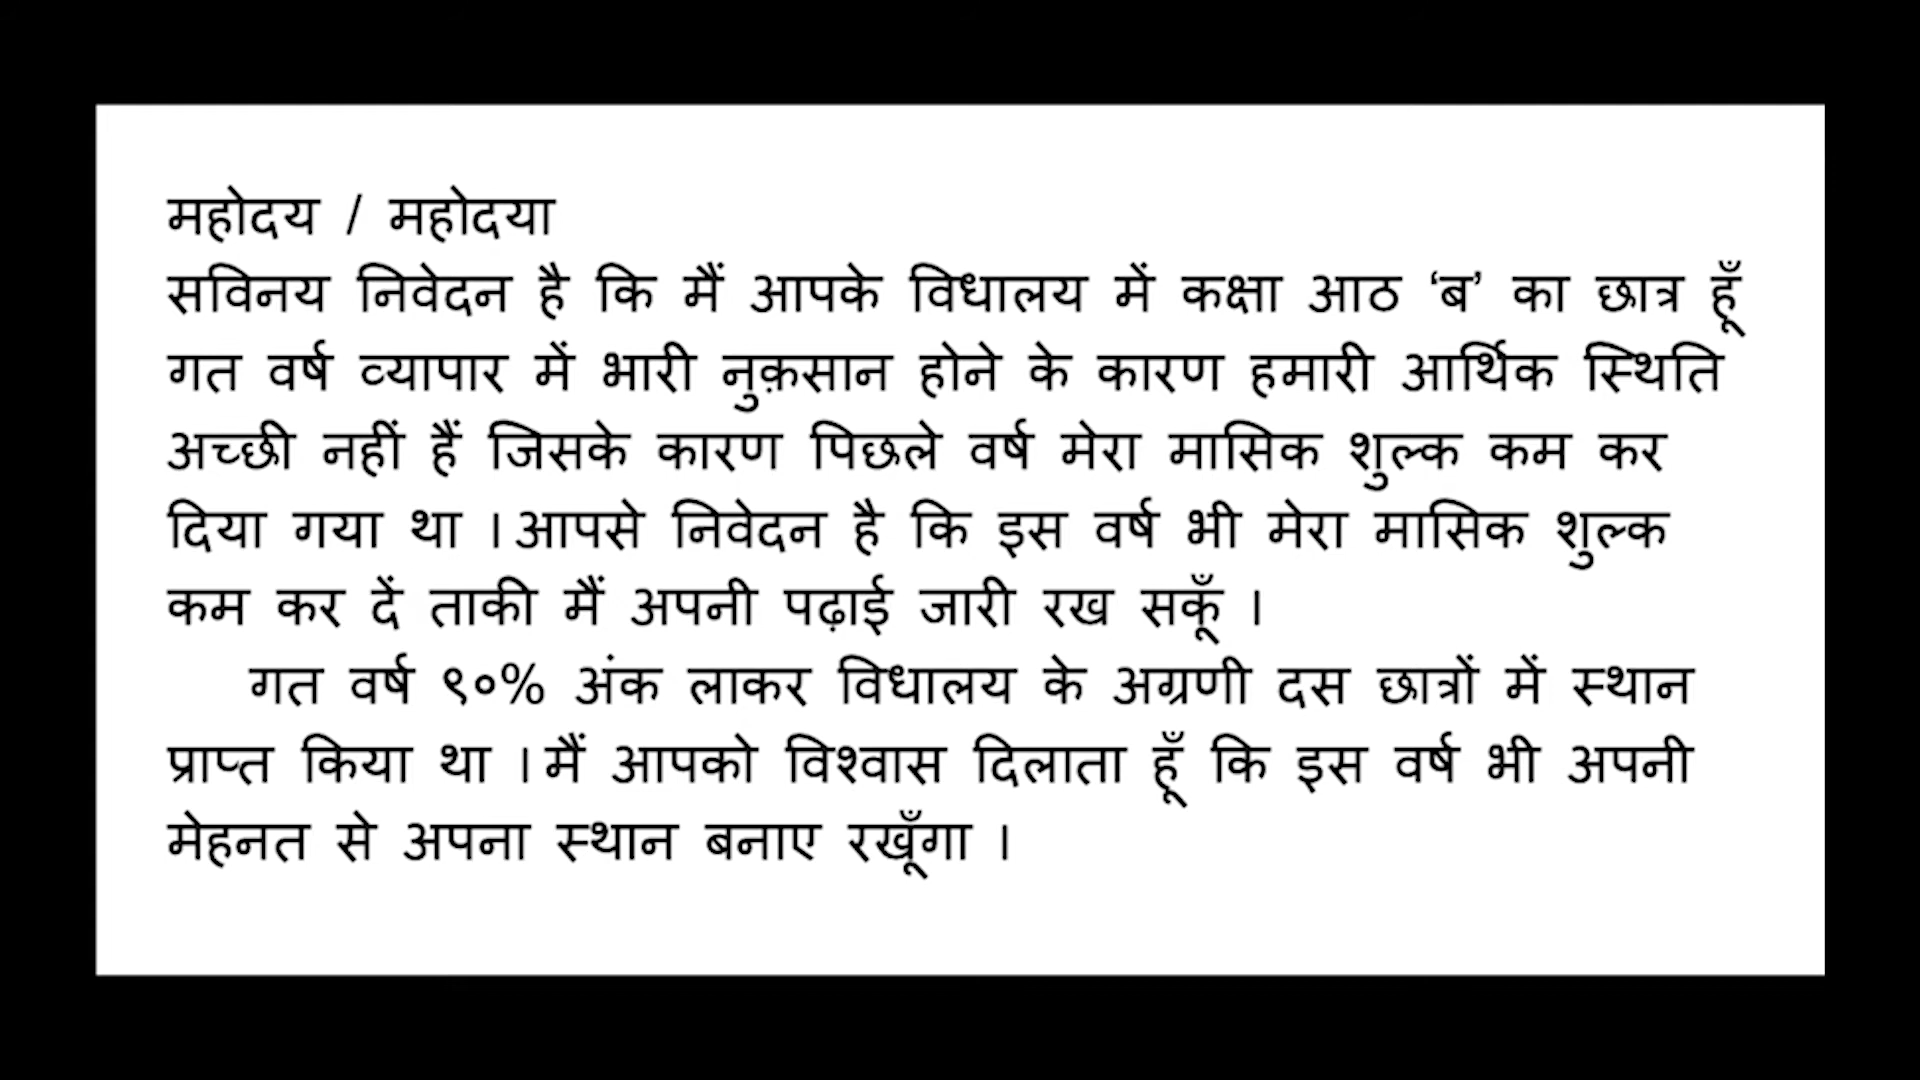 महोदय / महोदया
सविनय निवेदन है कि मैं आपके विधालय में कक्षा आठ ‘ब’ का छात्र हूँ
गत वर्ष व्यापार में भारी नुक़सान होने के कारण हमारी आर्थिक स्थिति
अच्छी नहीं हैं जिसके कारण पिछले वर्ष मेरा मासिक शुल्क कम कर
दिया गया था ।आपसे निवेदन है कि इस वर्ष भी मेरा मासिक शुल्क
कम कर दें ताकी मैं अपनी पढ़ाई जारी रख सकूँ ।
गत वर्ष ९०% अंक लाकर विधालय के अग्रणी दस छात्रों में स्थान
प्राप्त किया था ।मैं आपको विश्वास दिलाता हूँ कि इस वर्ष भी अपनी
मेहनत से अपना स्थान बनाए रखूँगा ।